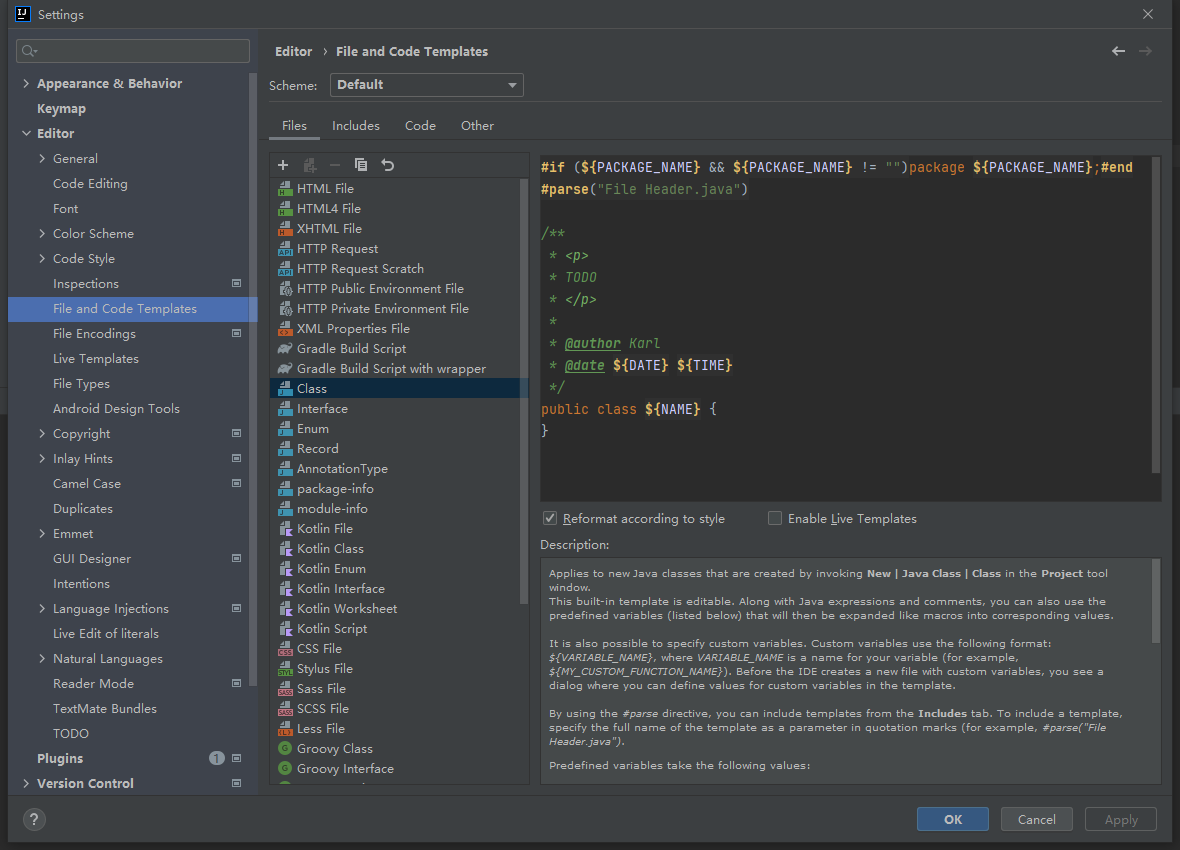 Settings
Editor › File and Code Templates
Scheme: Default
Files Includes Code Other
Appearance & Behavior
Keymap
Editor
General
Code Editing
Font
Color Scheme
Code Style
Inspections
File and Code Templates
File Encodings
Live Templates
File Types
Android Design Tools
Copyright
Inlay Hints
Camel Case
Duplicates
Emmet
GUI Designer
Intentions
Language Injections
Live Edit of literals
Natural Languages
Reader Mode
TextMate Bundles
TODO
Plugins 1
Version Control
HTML File
HTML4 File
XHTML File
HTTP Request
HTTP Request Scratch
HTTP Public Environment File
HTTP Private Environment File
XML Properties File
Gradle Build Script
Gradle Build Script with wrapper
Class
Interface
Enum
Record
AnnotationType
package-info
module-info
Kotlin File
Kotlin Class
Kotlin Enum
Kotlin Interface
Kotlin Worksheet
Kotlin Script
CSS File
Stylus File
Sass File
SCSS File
Less File
Groovy Class
Groovy Interface
#if (${PACKAGE_NAME} && ${PACKAGE_NAME} != "")package ${PACKAGE_NAME};#end
#parse("File Header.java")
/**
 * <p>
 * TODO
 * </p>
 *
 * @author Karl
 * @date ${DATE} ${TIME}
 */
public class ${NAME} {
}
Reformat according to style Enable Live Templates
Description:
Applies to new Java classes that are created by invoking New | Java Class | Class in the Project tool
window.
This built-in template is editable. Along with Java expressions and comments, you can also use the
predefined variables (listed below) that will then be expanded like macros into corresponding values.
It is also possible to specify custom variables. Custom variables use the following format:
${VARIABLE_NAME}, where VARIABLE_NAME is a name for your variable (for example,
${MY_CUSTOM_FUNCTION_NAME}). Before the IDE creates a new file with custom variables, you see a
dialog where you can define values for custom variables in the template.
By using the #parse directive, you can include templates from the Includes tab. To include a template,
specify the full name of the template as a parameter in quotation marks (for example, #parse("File
Header.java").
Predefined variables take the following values:
? OK Cancel Apply